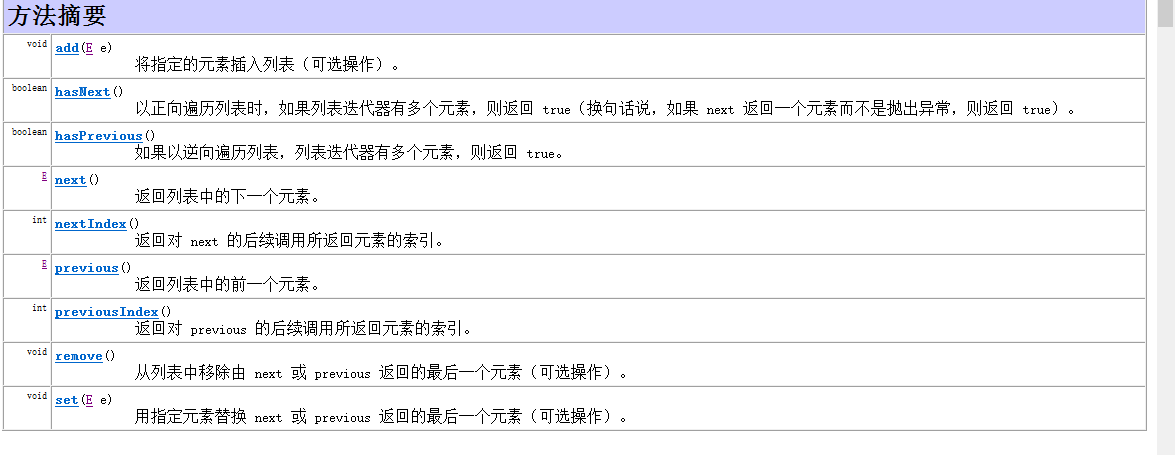 方法摘要
void add(E e)
将指定的元素插入列表（可选操作）。
boolean hasNext()
以正向遍历列表时，如果列表迭代器有多个元素，则返回 true（换句话说，如果 next 返回一个元素而不是抛出异常，则返回 true）。
boolean hasPrevious()
如果以逆向遍历列表，列表迭代器有多个元素，则返回 true。
E next()
返回列表中的下一个元素。
int nextIndex()
返回对 next 的后续调用所返回元素的索引。
E previous()
返回列表中的前一个元素。
int previousIndex()
返回对 previous 的后续调用所返回元素的索引。
void remove()
从列表中移除由 next 或 previous 返回的最后一个元素（可选操作）。
void set(E e)
用指定元素替换 next 或 previous 返回的最后一个元素（可选操作）。